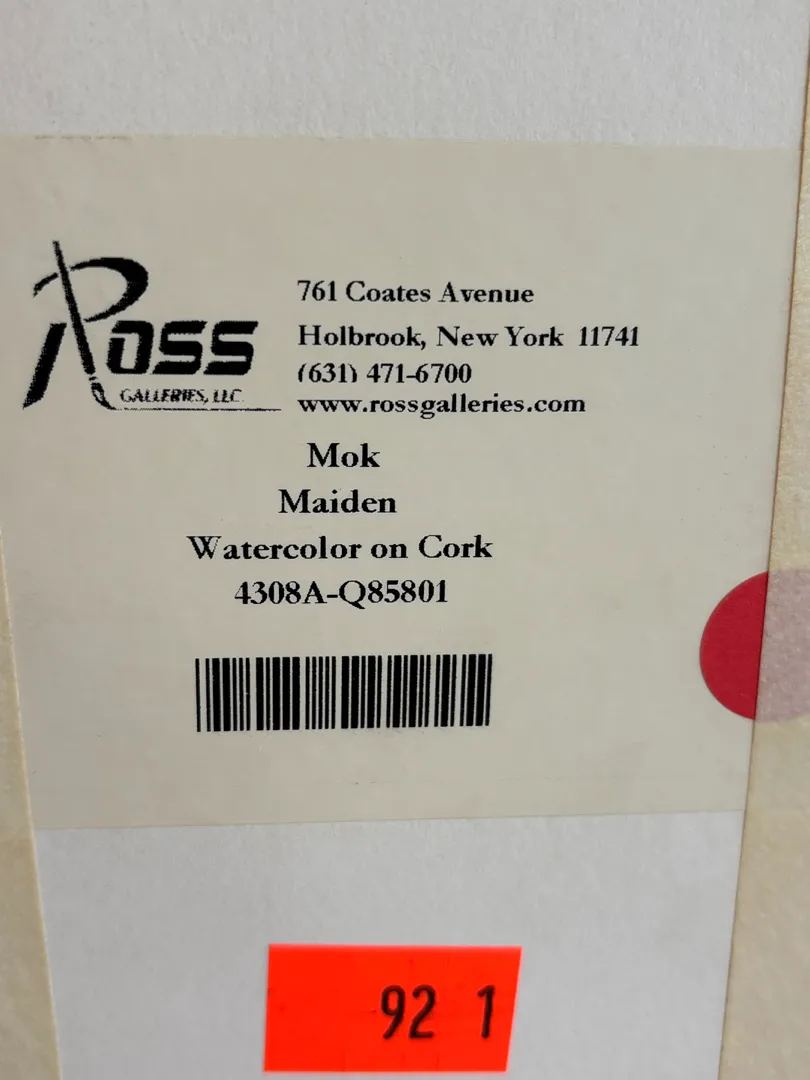 ROSS
GALLERIES, LLC
761 Coates Avenue
Holbrook, New York 11741
(631) 471-6700
www.rossgalleries.com
Mok
Maiden
Watercolor on Cork
4308A-Q85801
92 1